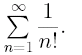 ∑_{n=1}^{∞} 1/n!.